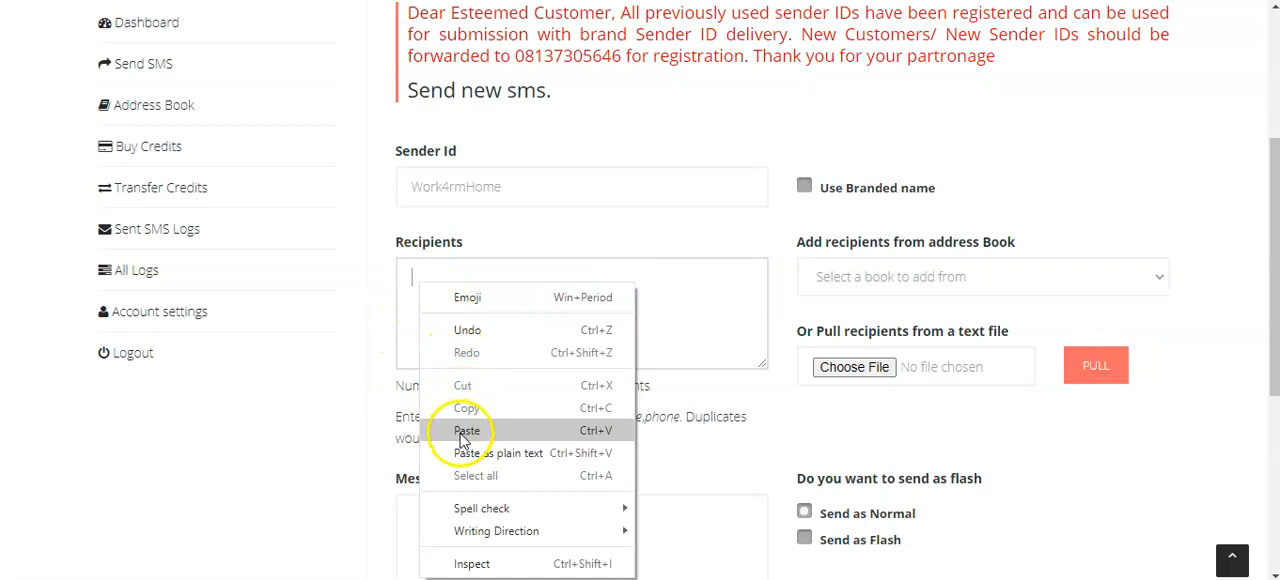 Dashboard
Send SMS
Address Book
Buy Credits
Transfer Credits
Sent SMS Logs
All Logs
Account settings
Logout
Dear Esteemed Customer, All previously used sender IDs have been registered and can be used
for submission with brand Sender ID delivery. New Customers/ New Sender IDs should be
forwarded to 08137305646 for registration. Thank you for your partronage
Send new sms.
Sender Id
Work4rmHome
Use Branded name
Recipients
Add recipients from address Book
Select a book to add from
Or Pull recipients from a text file
Choose File No file chosen
PULL
Emoji Win+Period
Undo Ctrl+Z
Redo Ctrl+Shift+Z
Cut Ctrl+X
Copy Ctrl+C
Paste Ctrl+V
Paste as plain text Ctrl+Shift+V
Select all Ctrl+A
Spell check
Writing Direction
Inspect Ctrl+Shift+I
,phone. Duplicates
Do you want to send as flash
Send as Normal
Send as Flash